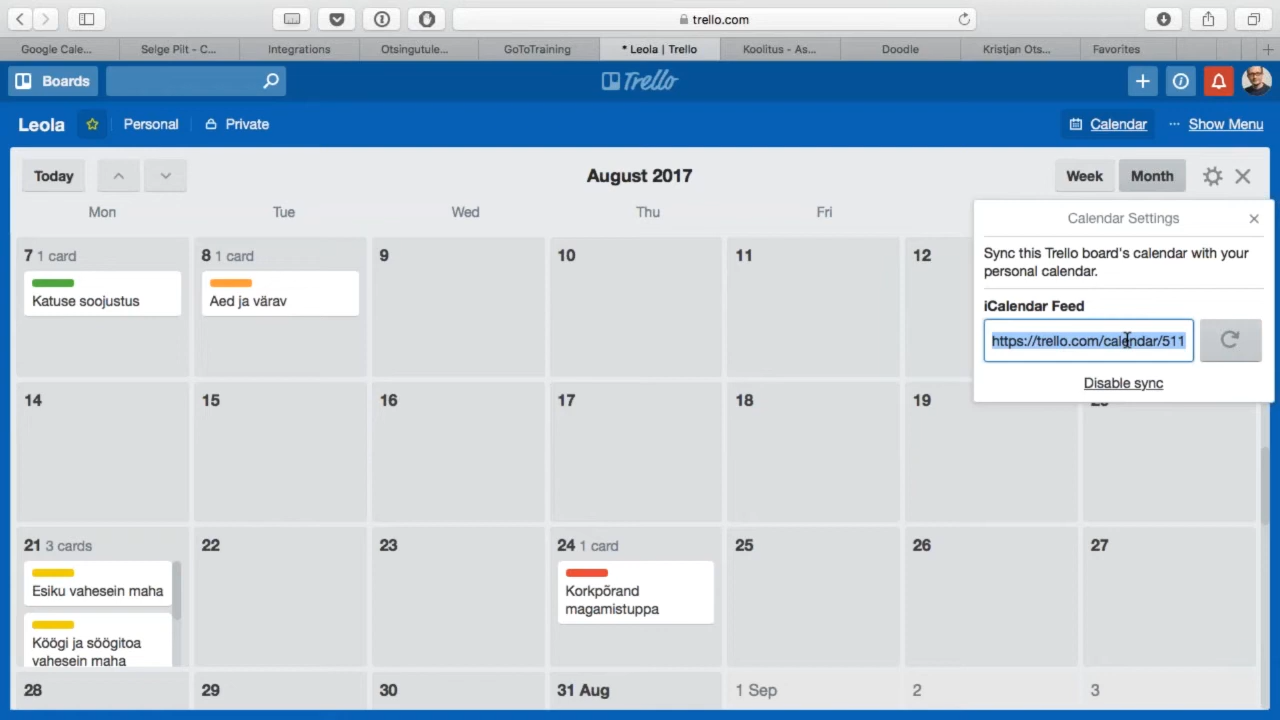 trello.com
Google Cale...
Selge Pilt - C...
Integrations
Otsingutule...
GoToTraining
* Leola | Trello
Koolitus - As...
Doodle
Kristjan Ots...
Favorites
Boards
Trello
Leola
Personal
Private
Calendar
... Show Menu
Today
August 2017
Week
Month
Mon
Tue
Wed
Thu
Fri
Calendar Settings
Sync this Trello board's calendar with your
personal calendar.
iCalendar Feed
https://trello.com/calendar/511
Disable sync
7 1 card
Katuse soojustus
8 1 card
Aed ja värav
9
10
11
12
14
15
16
17
18
19
21 3 cards
Esiku vahesein maha
Köögi ja söögitoa
vahesein maha
22
23
24 1 card
Korkpõrand
magamistuppa
25
26
27
28
29
30
31 Aug
1 Sep
2
3